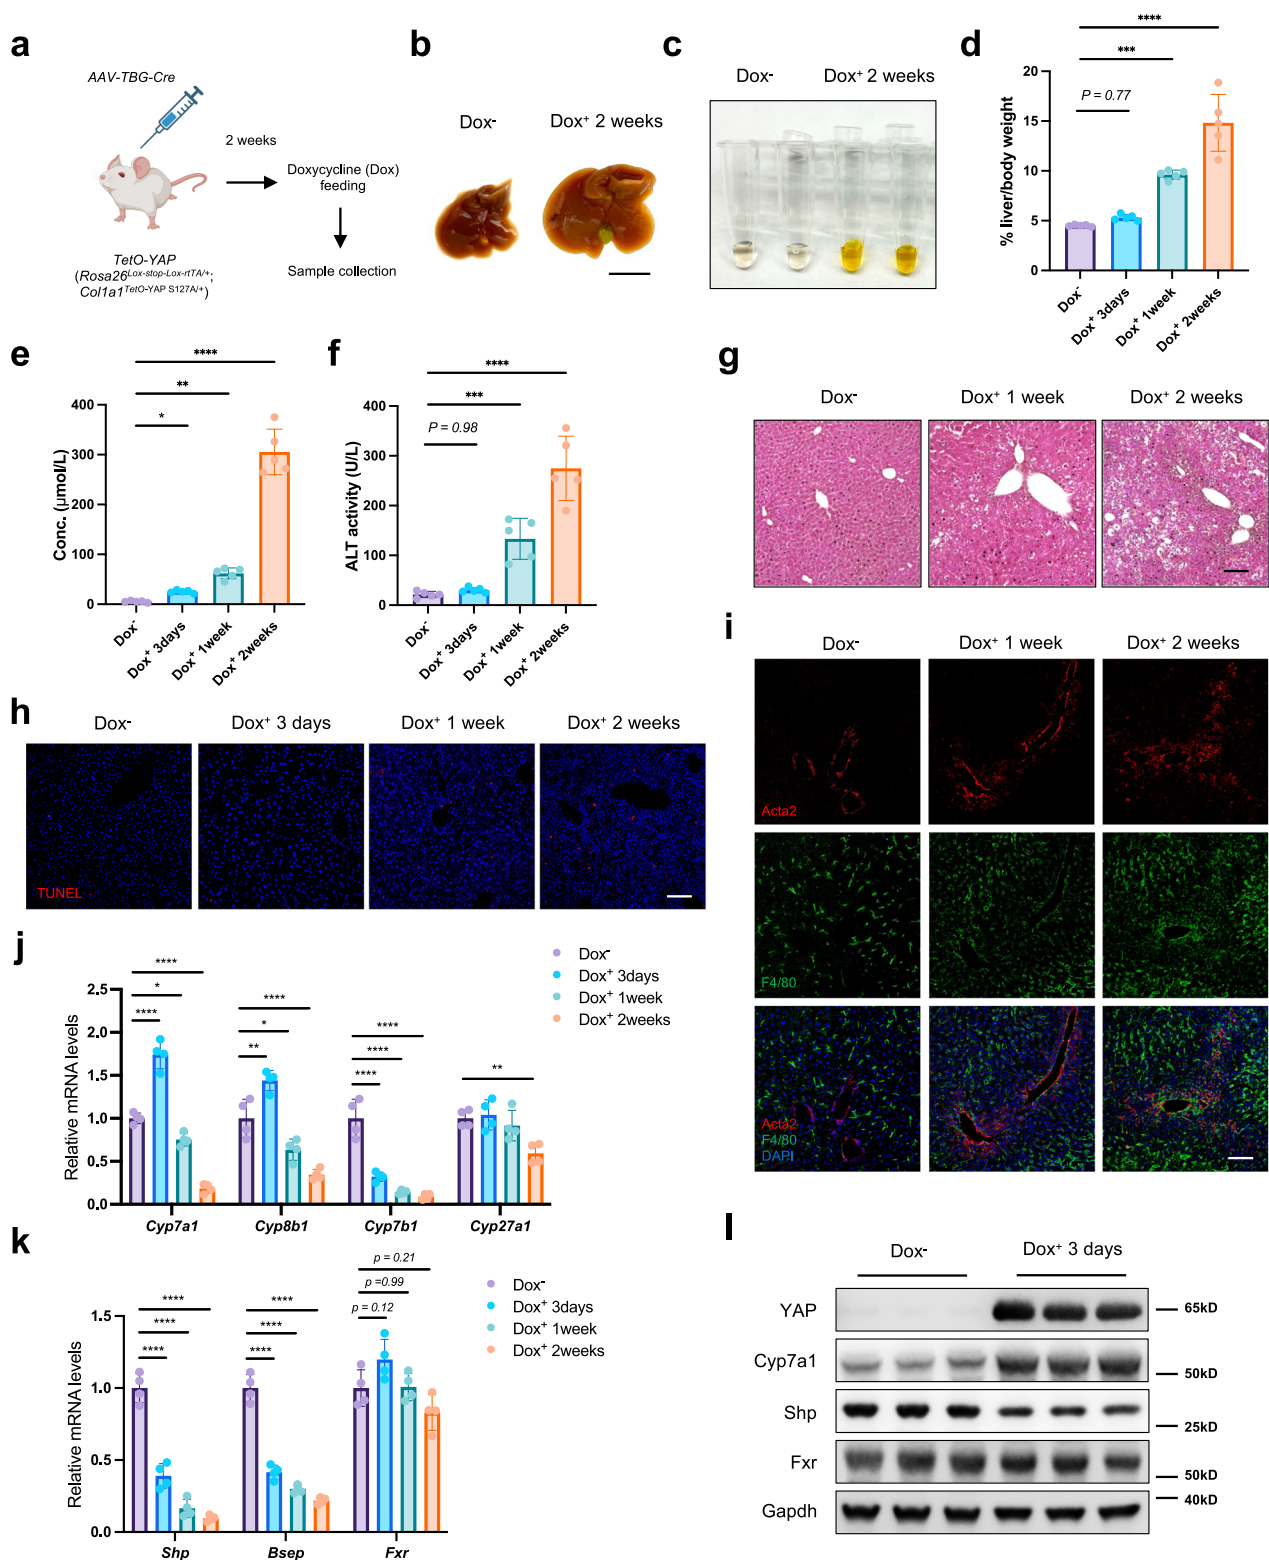 a
AAV-TBG-Cre
2 weeks
Doxycycline (Dox)
feeding
Sample collection
TetO-YAP
(Rosa26Lox-stop-Lox-rtTA/+;
Col1a1TetO-YAP S127A/+)
b
Dox-
Dox+ 2 weeks
c
Dox-
Dox+ 2 weeks
d
****
***
P = 0.77
% liver/body weight
20
15
10
5
0
Dox-
Dox+ 3days
Dox+ 1week
Dox+ 2weeks
e
****
**
*
Conc. (μmol/L)
400
300
200
100
0
Dox-
Dox+ 3days
Dox+ 1week
Dox+ 2weeks
f
****
***
P = 0.98
ALT activity (U/L)
400
300
200
100
0
Dox-
Dox+ 3days
Dox+ 1week
Dox+ 2weeks
g
Dox-
Dox+ 1 week
Dox+ 2 weeks
h
Dox-
Dox+ 3 days
Dox+ 1 week
Dox+ 2 weeks
TUNEL
i
Dox-
Dox+ 1 week
Dox+ 2 weeks
Acta2
F4/80
Acta2
F4/80
DAPI
j
Dox-
Dox+ 3days
Dox+ 1week
Dox+ 2weeks
****
*
****
****
*
**
****
****
****
**
Relative mRNA levels
2.5
2.0
1.5
1.0
0.5
0.0
Cyp7a1
Cyp8b1
Cyp7b1
Cyp27a1
k
Dox-
Dox+ 3days
Dox+ 1week
Dox+ 2weeks
****
****
****
****
****
****
p = 0.21
p =0.99
p = 0.12
Relative mRNA levels
1.5
1.0
0.5
0.0
Shp
Bsep
Fxr
l
Dox-
Dox+ 3 days
YAP
65kD
Cyp7a1
50kD
Shp
25kD
Fxr
50kD
Gapdh
40kD